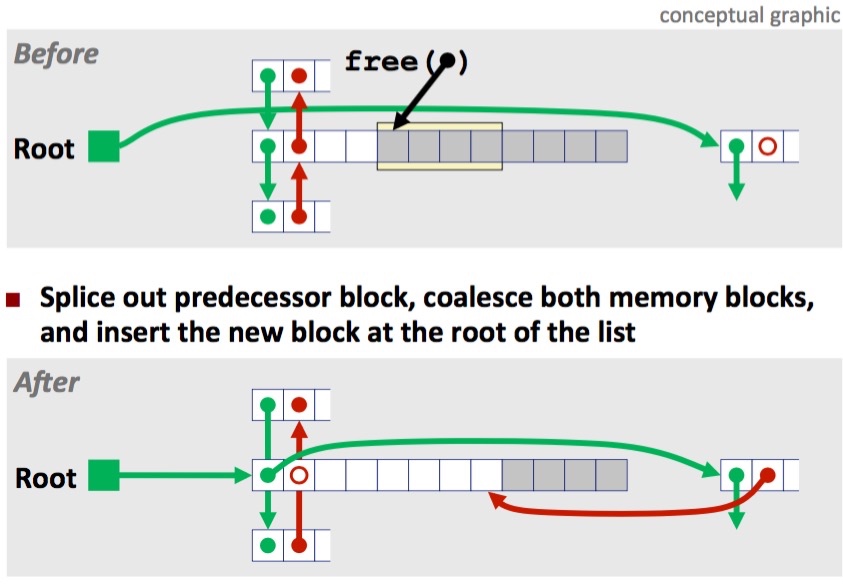 conceptual graphic
Before
free( )
Root
Splice out predecessor block, coalesce both memory blocks,
and insert the new block at the root of the list
After
Root